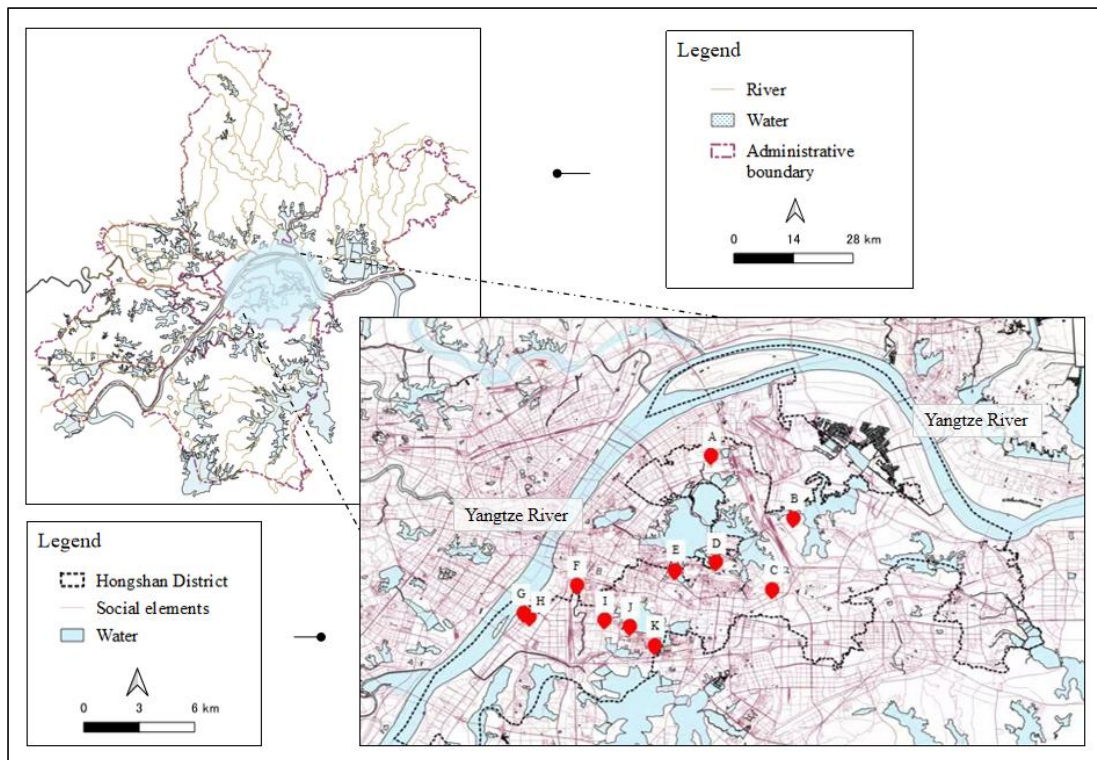 Legend
River
Water
Administrative
boundary
0 14 28 km
Yangtze River
Yangtze River
A
B
C
D
E
F
G
H
I
J
K
Legend
Hongshan District
Social elements
Water
0 3 6 km